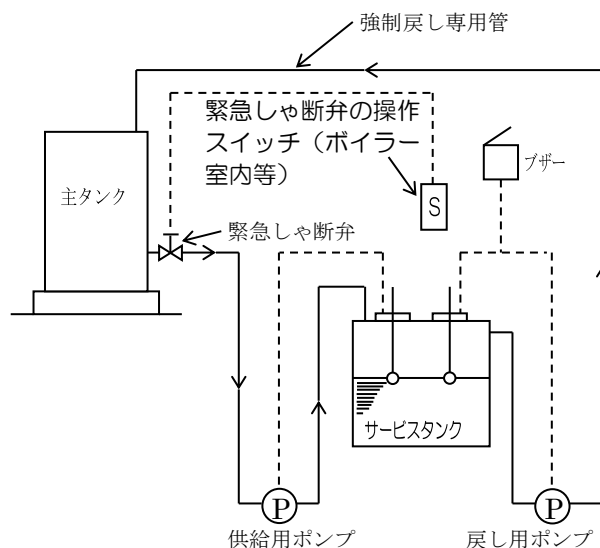 強制戻し専用管
緊急しゃ断弁の操作
スイッチ（ボイラー
室内等）
ブザー
主タンク
S
緊急しゃ断弁
サービスタンク
P
P
供給用ポンプ
戻し用ポンプ